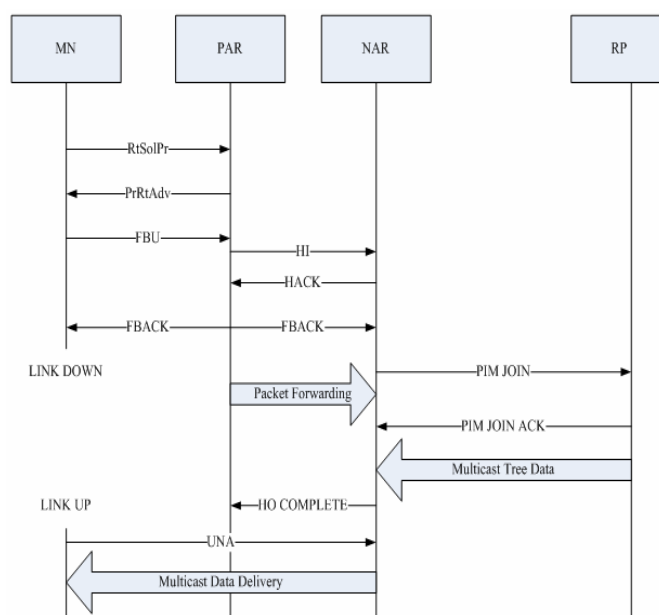 MN
PAR
NAR
RP
RtSolPr
PrRtAdv
FBU
HI
HACK
FBACK
FBACK
LINK DOWN
PIM JOIN
Packet Forwarding
PIM JOIN ACK
Multicast Tree Data
LINK UP
HO COMPLETE
UNA
Multicast Data Delivery